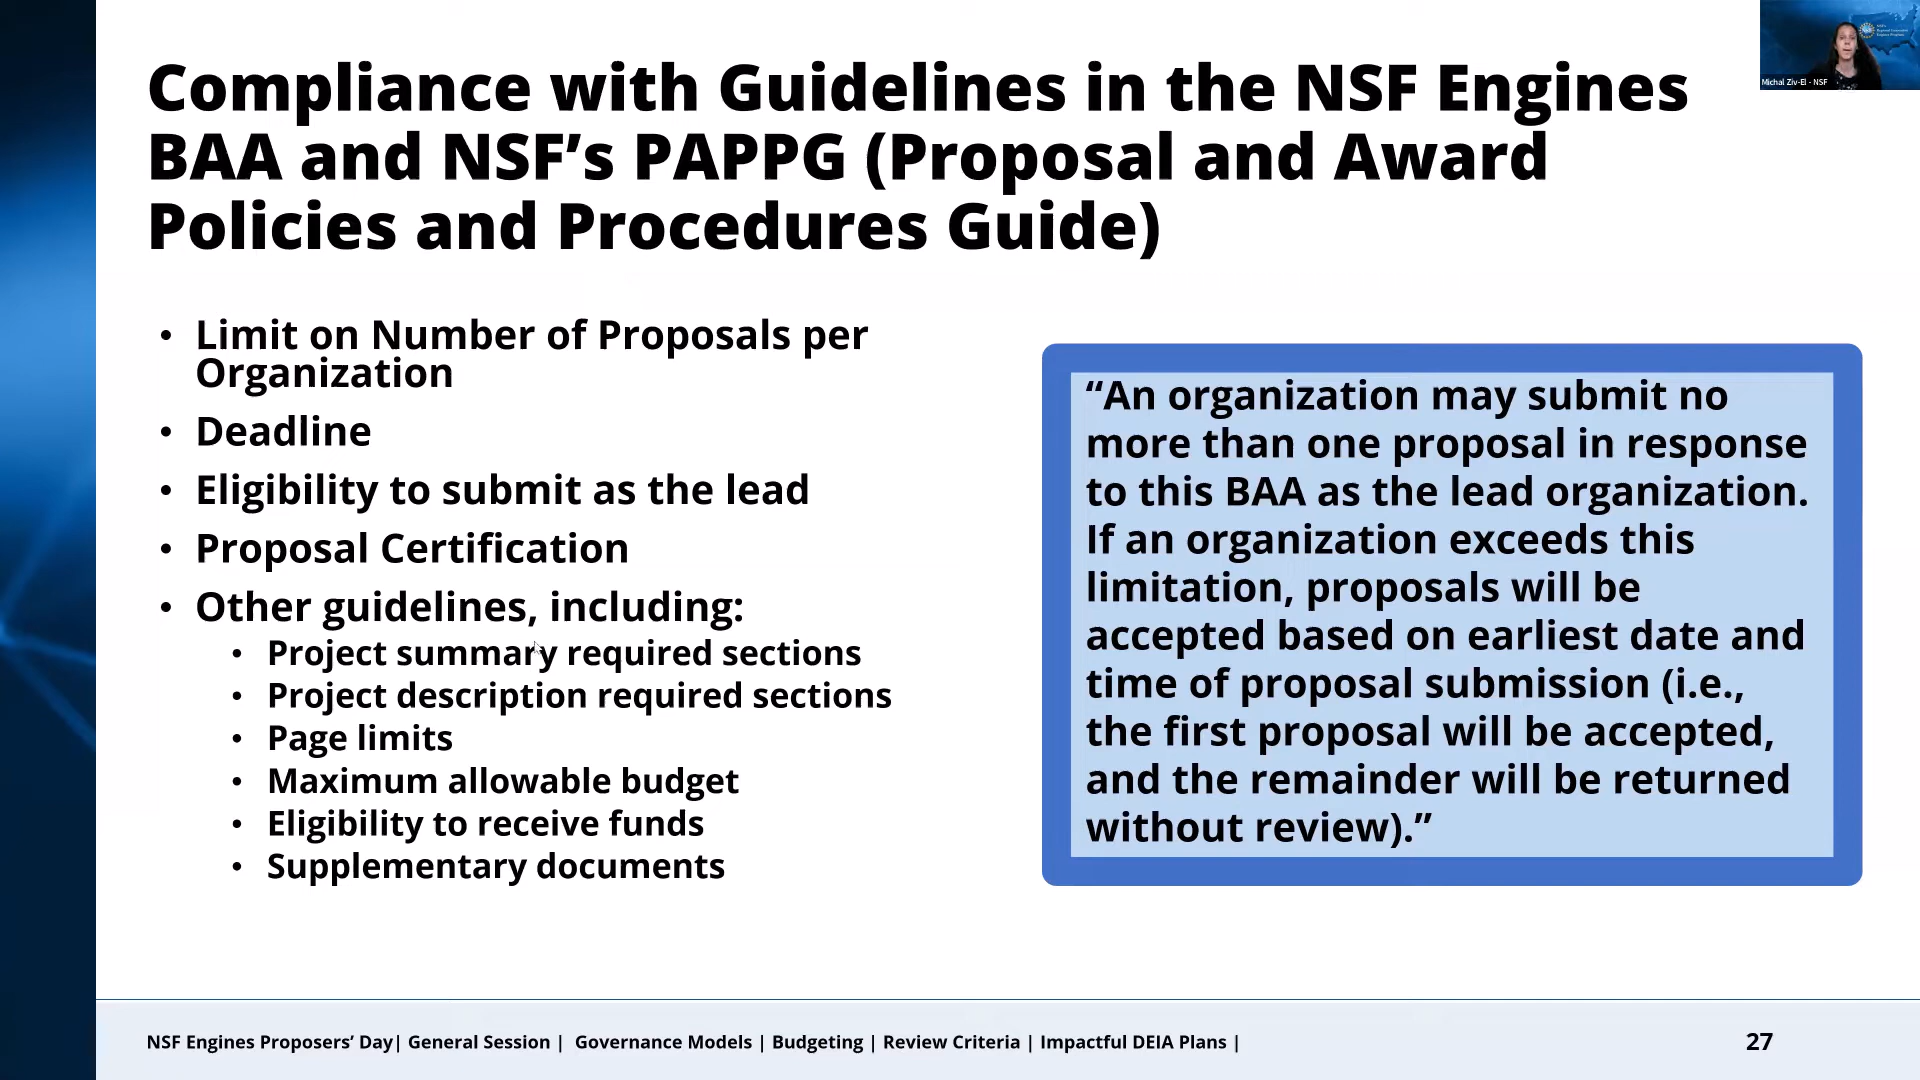 Compliance with Guidelines in the NSF Engines
BAA and NSF’s PAPPG (Proposal and Award
Policies and Procedures Guide)
Michal Ziv-El - NSF
• Limit on Number of Proposals per
Organization
• Deadline
• Eligibility to submit as the lead
• Proposal Certification
• Other guidelines, including:
• Project summary required sections
• Project description required sections
• Page limits
• Maximum allowable budget
• Eligibility to receive funds
• Supplementary documents
“An organization may submit no
more than one proposal in response
to this BAA as the lead organization.
If an organization exceeds this
limitation, proposals will be
accepted based on earliest date and
time of proposal submission (i.e.,
the first proposal will be accepted,
and the remainder will be returned
without review).”
NSF Engines Proposers’ Day| General Session | Governance Models | Budgeting | Review Criteria | Impactful DEIA Plans |
27